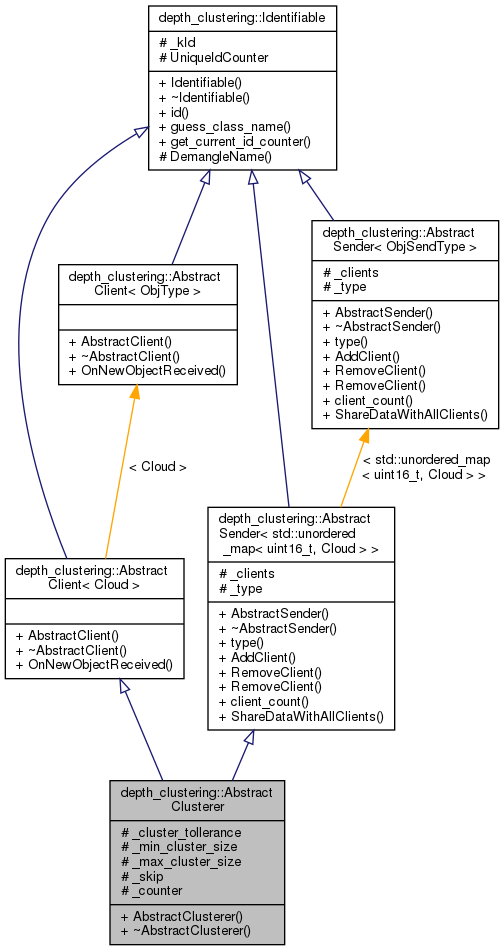 depth_clustering::Identifiable
# _kId
# UniqueIdCounter
+ Identifiable()
+ ~Identifiable()
+ id()
+ guess_class_name()
+ get_current_id_counter()
# DemangleName()
depth_clustering::Abstract
Sender< ObjSendType >
# _clients
# _type
+ AbstractSender()
+ ~AbstractSender()
+ type()
+ AddClient()
+ RemoveClient()
+ RemoveClient()
+ client_count()
+ ShareDataWithAllClients()
depth_clustering::Abstract
Client< ObjType >
+ AbstractClient()
+ ~AbstractClient()
+ OnNewObjectReceived()
< Cloud >
< std::unordered_map
< uint16_t, Cloud > >
depth_clustering::Abstract
Sender< std::unordered
_map< uint16_t, Cloud > >
# _clients
# _type
+ AbstractSender()
+ ~AbstractSender()
+ type()
+ AddClient()
+ RemoveClient()
+ RemoveClient()
+ client_count()
+ ShareDataWithAllClients()
depth_clustering::Abstract
Client< Cloud >
+ AbstractClient()
+ ~AbstractClient()
+ OnNewObjectReceived()
depth_clustering::Abstract
Clusterer
# _cluster_tollerance
# _min_cluster_size
# _max_cluster_size
# _skip
# _counter
+ AbstractClusterer()
+ ~AbstractClusterer()